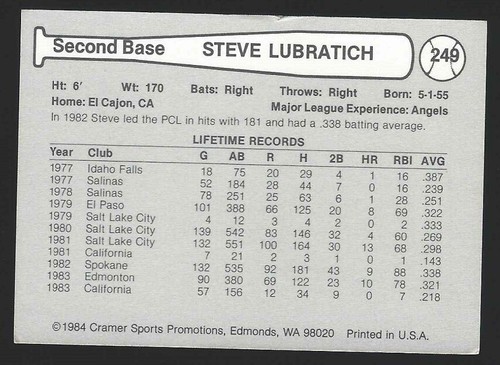 Second Base STEVE LUBRATICH 249
Ht: 6' Wt: 170 Bats: Right Throws: Right Born: 5-1-55
Home: El Cajon, CA Major League Experience: Angels
In 1982 Steve led the PCL in hits with 181 and had a .338 batting average.
LIFETIME RECORDS
Year Club G AB R H 2B HR RBI AVG
1977 Idaho Falls 18 75 20 29 4 1 16 .387
1977 Salinas 52 184 28 44 7 0 16 .239
1978 Salinas 78 251 25 63 6 1 28 .251
1979 El Paso 101 388 66 125 20 8 69 .322
1979 Salt Lake City 4 12 3 4 2 0 2 .333
1980 Salt Lake City 139 542 83 146 32 4 60 .269
1981 Salt Lake City 132 551 100 164 30 13 68 .298
1981 California 7 21 2 3 1 0 1 .143
1982 Spokane 132 535 92 181 43 9 88 .338
1983 Edmonton 90 380 69 122 23 10 78 .321
1983 California 57 156 12 34 9 0 7 .218
©1984 Cramer Sports Promotions, Edmonds, WA 98020 Printed in U.S.A.